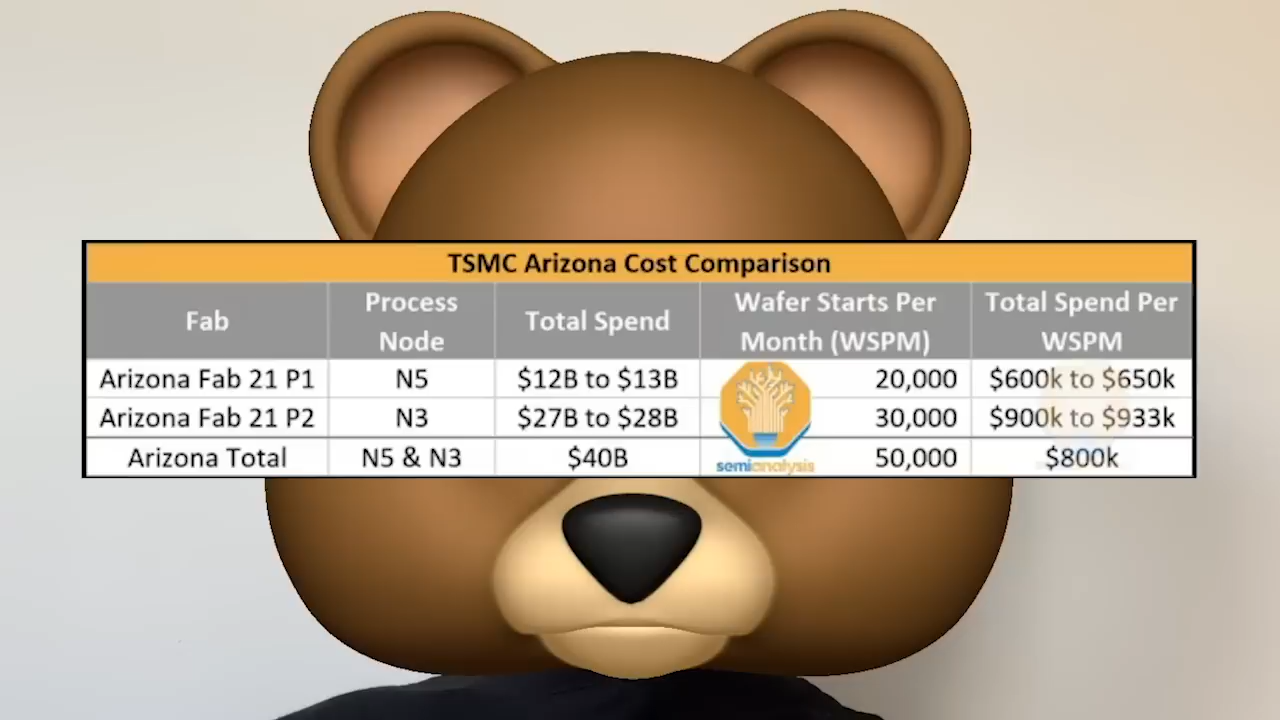 TSMC Arizona Cost Comparison
Fab Process Node Total Spend Wafer Starts Per Month (WSPM) Total Spend Per WSPM
Arizona Fab 21 P1 N5 $12B to $13B 20,000 $600k to $650k
Arizona Fab 21 P2 N3 $27B to $28B 30,000 $900k to $933k
Arizona Total N5 & N3 $40B 50,000 $800k
semianalysis